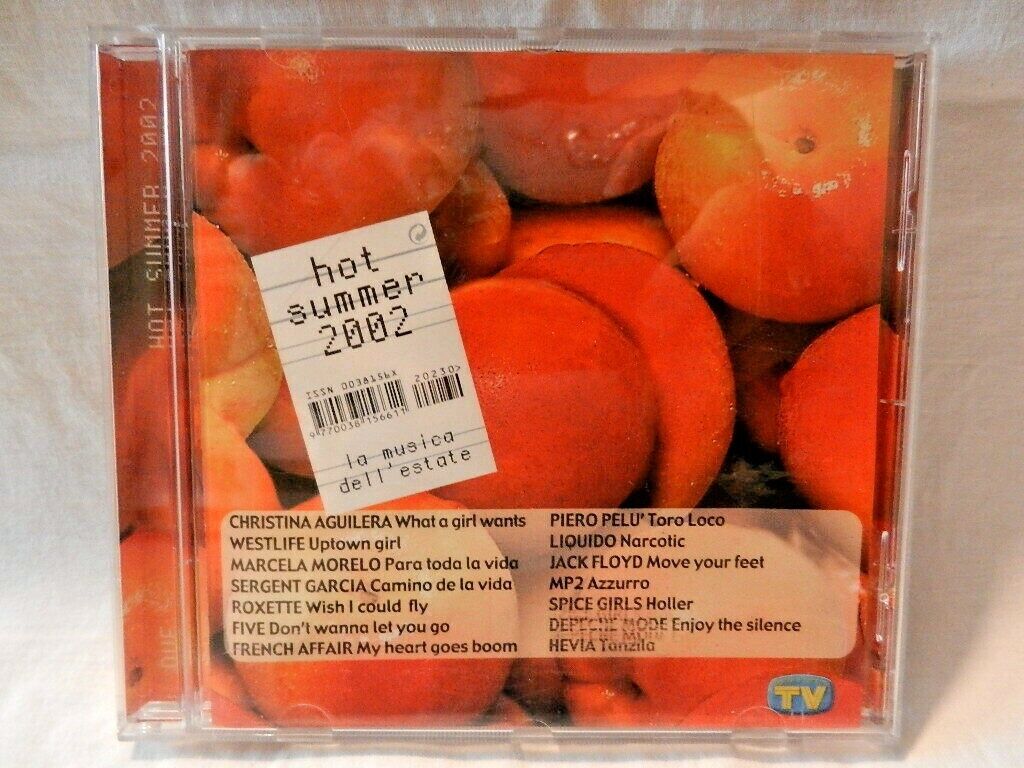 HOT SUMMER 2002
hot
summer
2002
ISSN 0038156X
20230>
9 770038 156611
la musica
dell'estate
CHRISTINA AGUILERA What a girl wants
WESTLIFE Uptown girl
MARCELA MORELO Para toda la vida
SERGENT GARCIA Camino de la vida
ROXETTE Wish I could fly
FIVE Don't wanna let you go
FRENCH AFFAIR My heart goes boom
PIERO PELU' Toro Loco
LIQUIDO Narcotic
JACK FLOYD Move your feet
MP2 Azzurro
SPICE GIRLS Holler
DEPECHE MODE Enjoy the silence
HEVIA Tanzila
TV